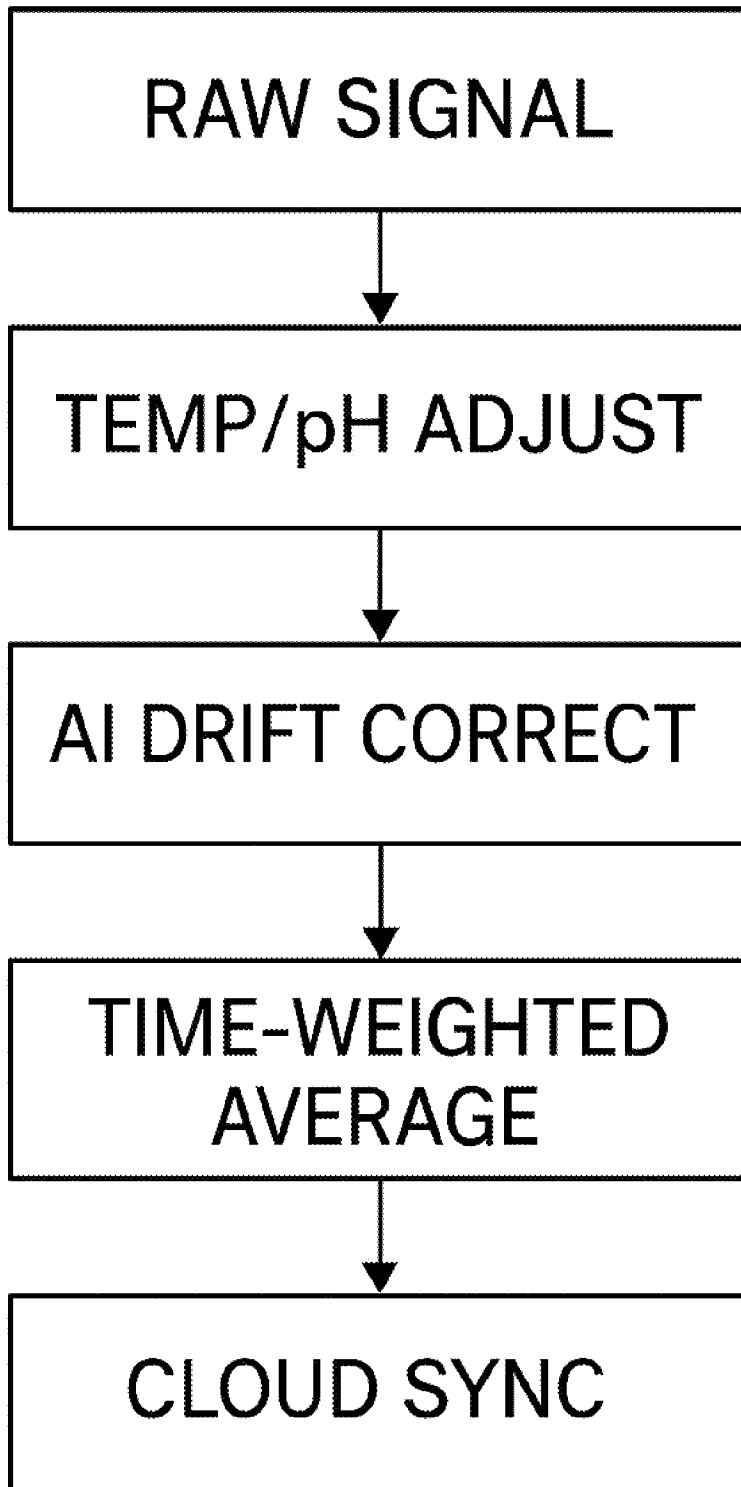 RAW SIGNAL
TEMP/pH ADJUST
AI DRIFT CORRECT
TIME-WEIGHTED
AVERAGE
CLOUD SYNC